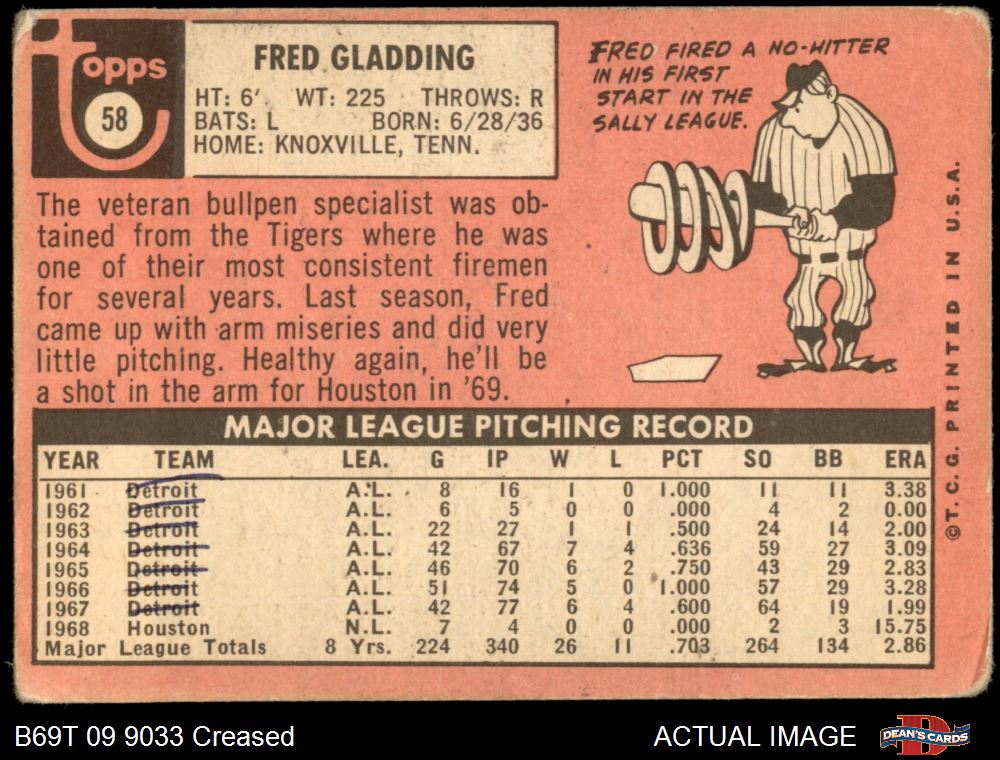 topps
58
FRED GLADDING
HT: 6' WT: 225 THROWS: R
BATS: L BORN: 6/28/36
HOME: KNOXVILLE, TENN.
FRED FIRED A NO-HITTER
IN HIS FIRST
START IN THE
SALLY LEAGUE.
The veteran bullpen specialist was ob-
tained from the Tigers where he was
one of their most consistent firemen
for several years. Last season, Fred
came up with arm miseries and did very
little pitching. Healthy again, he'll be
a shot in the arm for Houston in '69.
MAJOR LEAGUE PITCHING RECORD
YEAR TEAM LEA. G IP W L PCT SO BB ERA
1961 Detroit A.L. 8 16 1 0 1.000 11 11 3.38
1962 Detroit A.L. 6 5 0 0 .000 4 2 0.00
1963 Detroit A.L. 22 27 1 1 .500 24 14 2.00
1964 Detroit A.L. 42 67 7 4 .636 59 27 3.09
1965 Detroit A.L. 46 70 6 2 .750 43 29 2.83
1966 Detroit A.L. 51 74 5 0 1.000 57 29 3.28
1967 Detroit A.L. 42 77 6 4 .600 64 19 1.99
1968 Houston N.L. 7 4 0 0 .000 2 3 15.75
Major League Totals 8 Yrs. 224 340 26 11 .703 264 134 2.86
©T.C.G. PRINTED IN U.S.A.
B69T 09 9033 Creased
ACTUAL IMAGE
D
DEAN'S CARDS